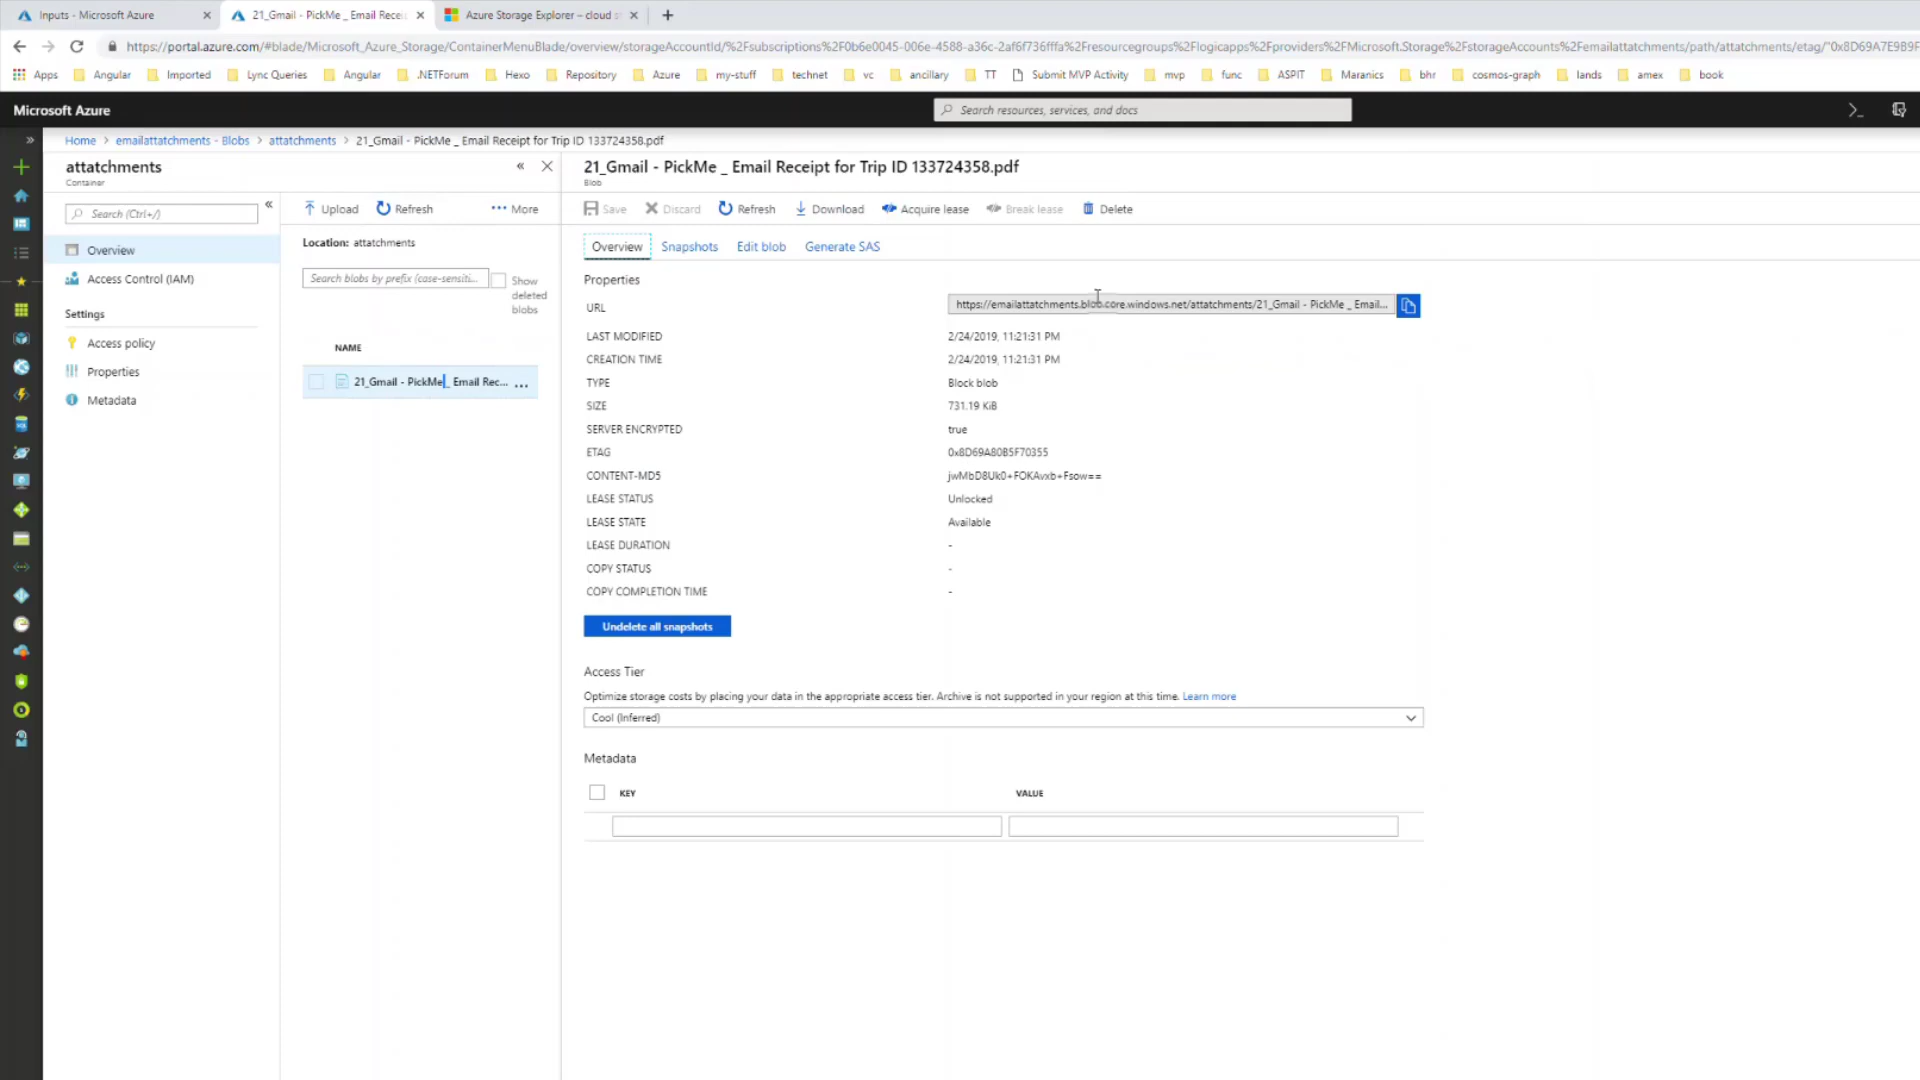 Inputs - Microsoft Azure
21_Gmail - PickMe _ Email Rece
Azure Storage Explorer – cloud s
https://portal.azure.com/#blade/Microsoft_Azure_Storage/ContainerMenuBlade/overview/storageAccountId/%2Fsubscriptions%2F0b6e0045-006e-4588-a36c-2af6f736fffa%2Fresourcegroups%2Flogicapps%2Fproviders%2FMicrosoft.Storage%2FstorageAccounts%2Femailattatchments/path/attatchments/etag/"0x8D69A7E9B9F
Apps Angular Imported Lync Queries Angular .NETForum Hexo Repository Azure my-stuff technet vc ancillary TT Submit MVP Activity mvp func ASPIT Maranics bhr cosmos-graph lands amex book
Microsoft Azure
Search resources, services, and docs
Home > emailattatchments - Blobs > attatchments > 21_Gmail - PickMe _ Email Receipt for Trip ID 133724358.pdf
attatchments
Container
Search (Ctrl+/)
Overview
Access Control (IAM)
Settings
Access policy
Properties
Metadata
Upload Refresh More
Location: attatchments
Search blobs by prefix (case-sensiti...
Show
deleted
blobs
NAME
21_Gmail - PickMe _ Email Rec... ...
21_Gmail - PickMe _ Email Receipt for Trip ID 133724358.pdf
Blob
Save Discard Refresh Download Acquire lease Break lease Delete
Overview Snapshots Edit blob Generate SAS
Properties
URL https://emailattatchments.blob.core.windows.net/attatchments/21_Gmail - PickMe _ Email...
LAST MODIFIED 2/24/2019, 11:21:31 PM
CREATION TIME 2/24/2019, 11:21:31 PM
TYPE Block blob
SIZE 731.19 KiB
SERVER ENCRYPTED true
ETAG 0x8D69A80B5F70355
CONTENT-MD5 jwMbD8Uk0+FOKAvxb+Fsow==
LEASE STATUS Unlocked
LEASE STATE Available
LEASE DURATION -
COPY STATUS -
COPY COMPLETION TIME -
Undelete all snapshots
Access Tier
Optimize storage costs by placing your data in the appropriate access tier. Archive is not supported in your region at this time. Learn more
Cool (Inferred)
Metadata
KEY VALUE